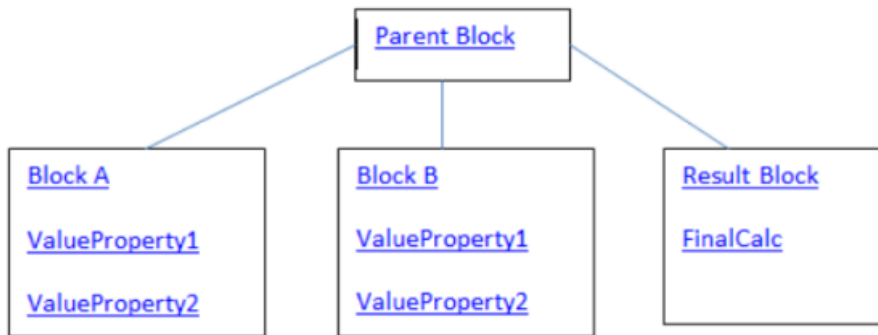 Parent Block
Block A
ValueProperty1
ValueProperty2
Block B
ValueProperty1
ValueProperty2
Result Block
FinalCalc